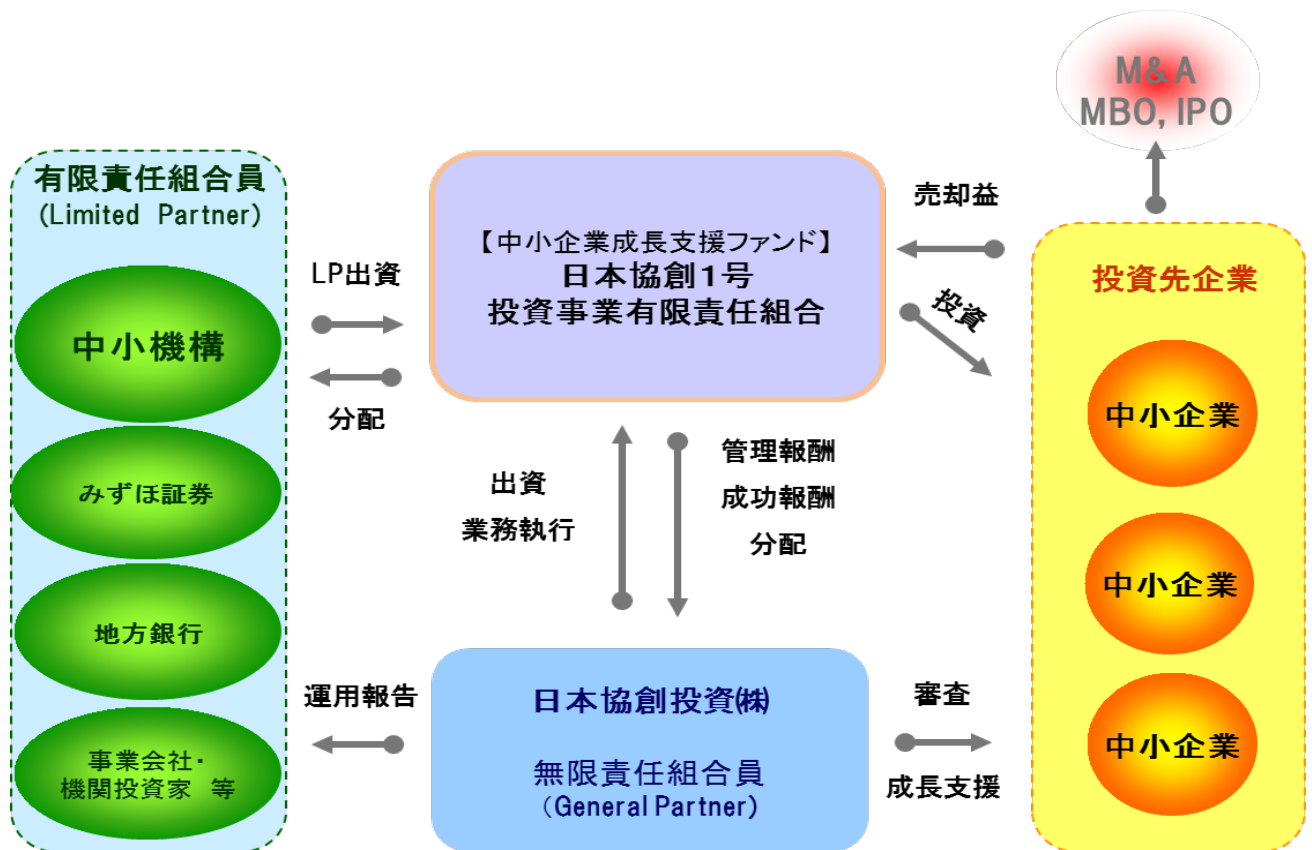 M&A
MBO, IPO
有限責任組合員
(Limited Partner)
中小機構
みずほ証券
地方銀行
事業会社・
機関投資家 等
LP出資
分配
運用報告
【中小企業成長支援ファンド】
日本協創1号
投資事業有限責任組合
出資
業務執行
管理報酬
成功報酬
分配
日本協創投資㈱
無限責任組合員
(General Partner)
売却益
投資
審査
成長支援
投資先企業
中小企業
中小企業
中小企業